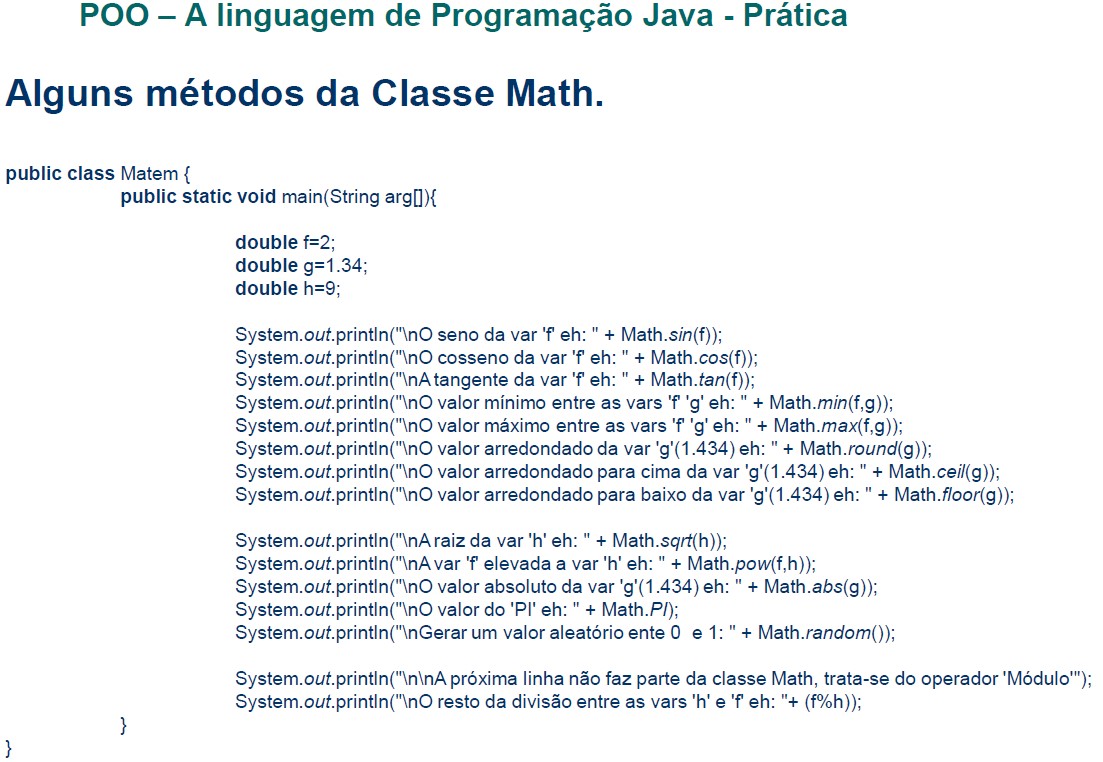 POO – A linguagem de Programação Java - Prática
Alguns métodos da Classe Math.
public class Matem {
public static void main(String arg[]){
double f=2;
double g=1.34;
double h=9;
System.out.println("\nO seno da var 'f' eh: " + Math.sin(f));
System.out.println("\nO cosseno da var 'f' eh: " + Math.cos(f));
System.out.println("\nA tangente da var 'f' eh: " + Math.tan(f));
System.out.println("\nO valor mínimo entre as vars 'f' 'g' eh: " + Math.min(f,g));
System.out.println("\nO valor máximo entre as vars 'f' 'g' eh: " + Math.max(f,g));
System.out.println("\nO valor arredondado da var 'g'(1.434) eh: " + Math.round(g));
System.out.println("\nO valor arredondado para cima da var 'g'(1.434) eh: " + Math.ceil(g));
System.out.println("\nO valor arredondado para baixo da var 'g'(1.434) eh: " + Math.floor(g));
System.out.println("\nA raiz da var 'h' eh: " + Math.sqrt(h));
System.out.println("\nA var 'f' elevada a var 'h' eh: " + Math.pow(f,h));
System.out.println("\nO valor absoluto da var 'g'(1.434) eh: " + Math.abs(g));
System.out.println("\nO valor do 'PI' eh: " + Math.PI);
System.out.println("\nGerar um valor aleatório ente 0  e 1: " + Math.random());
System.out.println("\n\nA próxima linha não faz parte da classe Math, trata-se do operador 'Módulo'");
System.out.println("\nO resto da divisão entre as vars 'h' e 'f' eh: "+ (f%h));
}
}